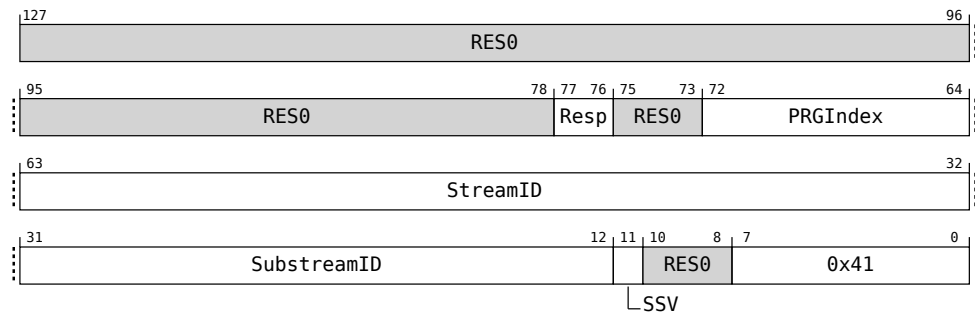 127 96
RES0
95 78 77 76 75 73 72 64
RES0 Resp RES0 PRGIndex
63 32
StreamID
31 12 11 10 8 7 0
SubstreamID RES0 0x41
SSV